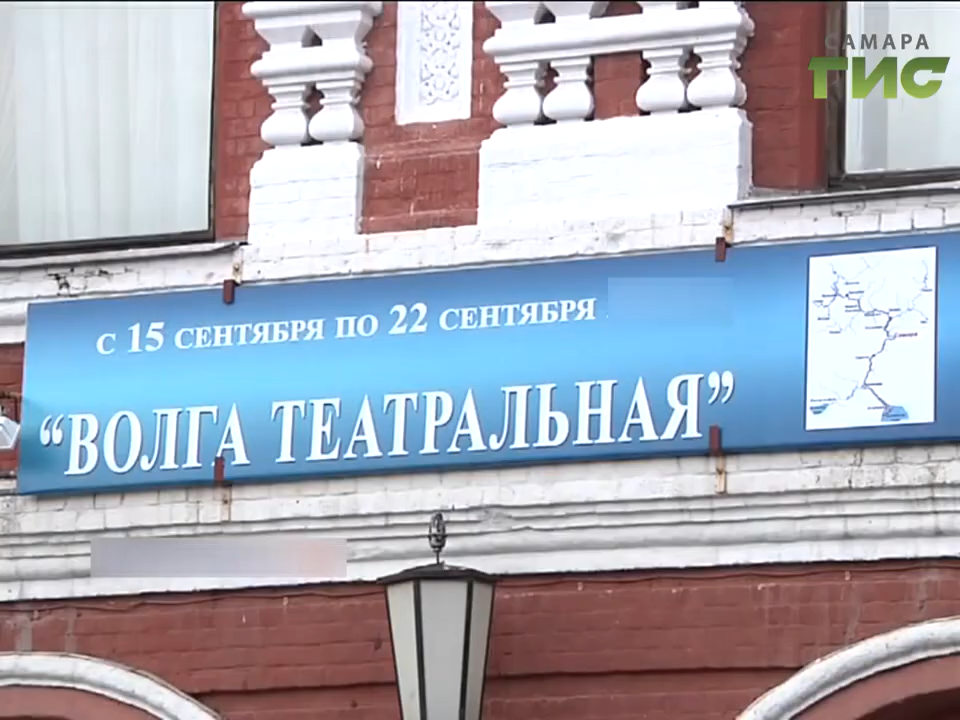 САМАРА
ГИС
С 15 СЕНТЯБРЯ ПО 22 СЕНТЯБРЯ
“ВОЛГА ТЕАТРАЛЬНАЯ”